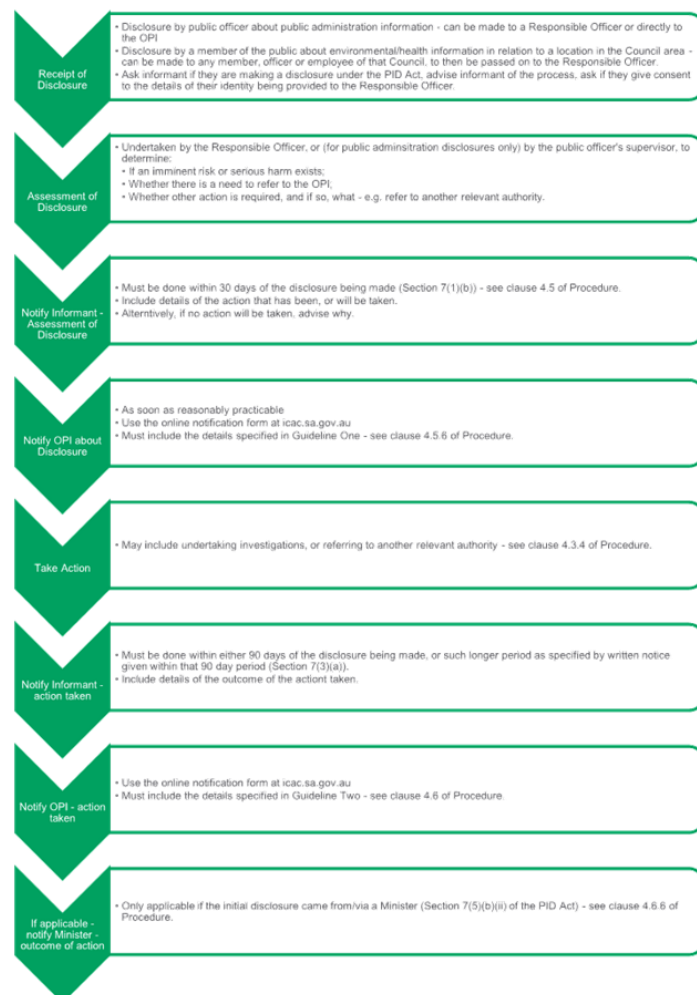 Receipt of
Disclosure
• Disclosure by public officer about public administration information - can be made to a Responsible Officer or directly to
the OPI
• Disclosure by a member of the public about environmental/health information in relation to a location in the Council area -
can be made to any member, officer or employee of that Council, to then be passed on to the Responsible Officer.
• Ask informant if they are making a disclosure under the PID Act, advise informant of the process, ask if they give consent
to the details of their identity being provided to the Responsible Officer.
Assessment of
Disclosure
• Undertaken by the Responsible Officer, or (for public adminsitration disclosures only) by the public officer's supervisor, to
determine:
• If an imminent risk or serious harm exists;
• Whether there is a need to refer to the OPI;
• Whether other action is required, and if so, what - e.g. refer to another relevant authority.
Notify Informant -
Assessment of
Disclosure
• Must be done within 30 days of the disclosure being made (Section 7(1)(b)) - see clause 4.5 of Procedure.
• Include details of the action that has been, or will be taken.
• Alterntively, if no action will be taken, advise why.
Notify OPI about
Disclosure
• As soon as reasonably practicable
• Use the online notification form at icac.sa.gov.au
• Must include the details specified in Guideline One - see clause 4.5.6 of Procedure.
Take Action
• May include undertaking investigations, or referring to another relevant authority - see clause 4.3.4 of Procedure.
Notify Informant -
action taken
• Must be done within either 90 days of the disclosure being made, or such longer period as specified by written notice
given within that 90 day period (Section 7(3)(a)).
• Include details of the outcome of the actiont taken.
Notify OPI - action
taken
• Use the online notification form at icac.sa.gov.au
• Must include the details specified in Guideline Two - see clause 4.6 of Procedure.
If applicable -
notify Minister -
outcome of action
• Only applicable if the initial disclosure came from/via a Minister (Section 7(5)(b)(ii) of the PID Act) - see clause 4.6.6 of
Procedure.